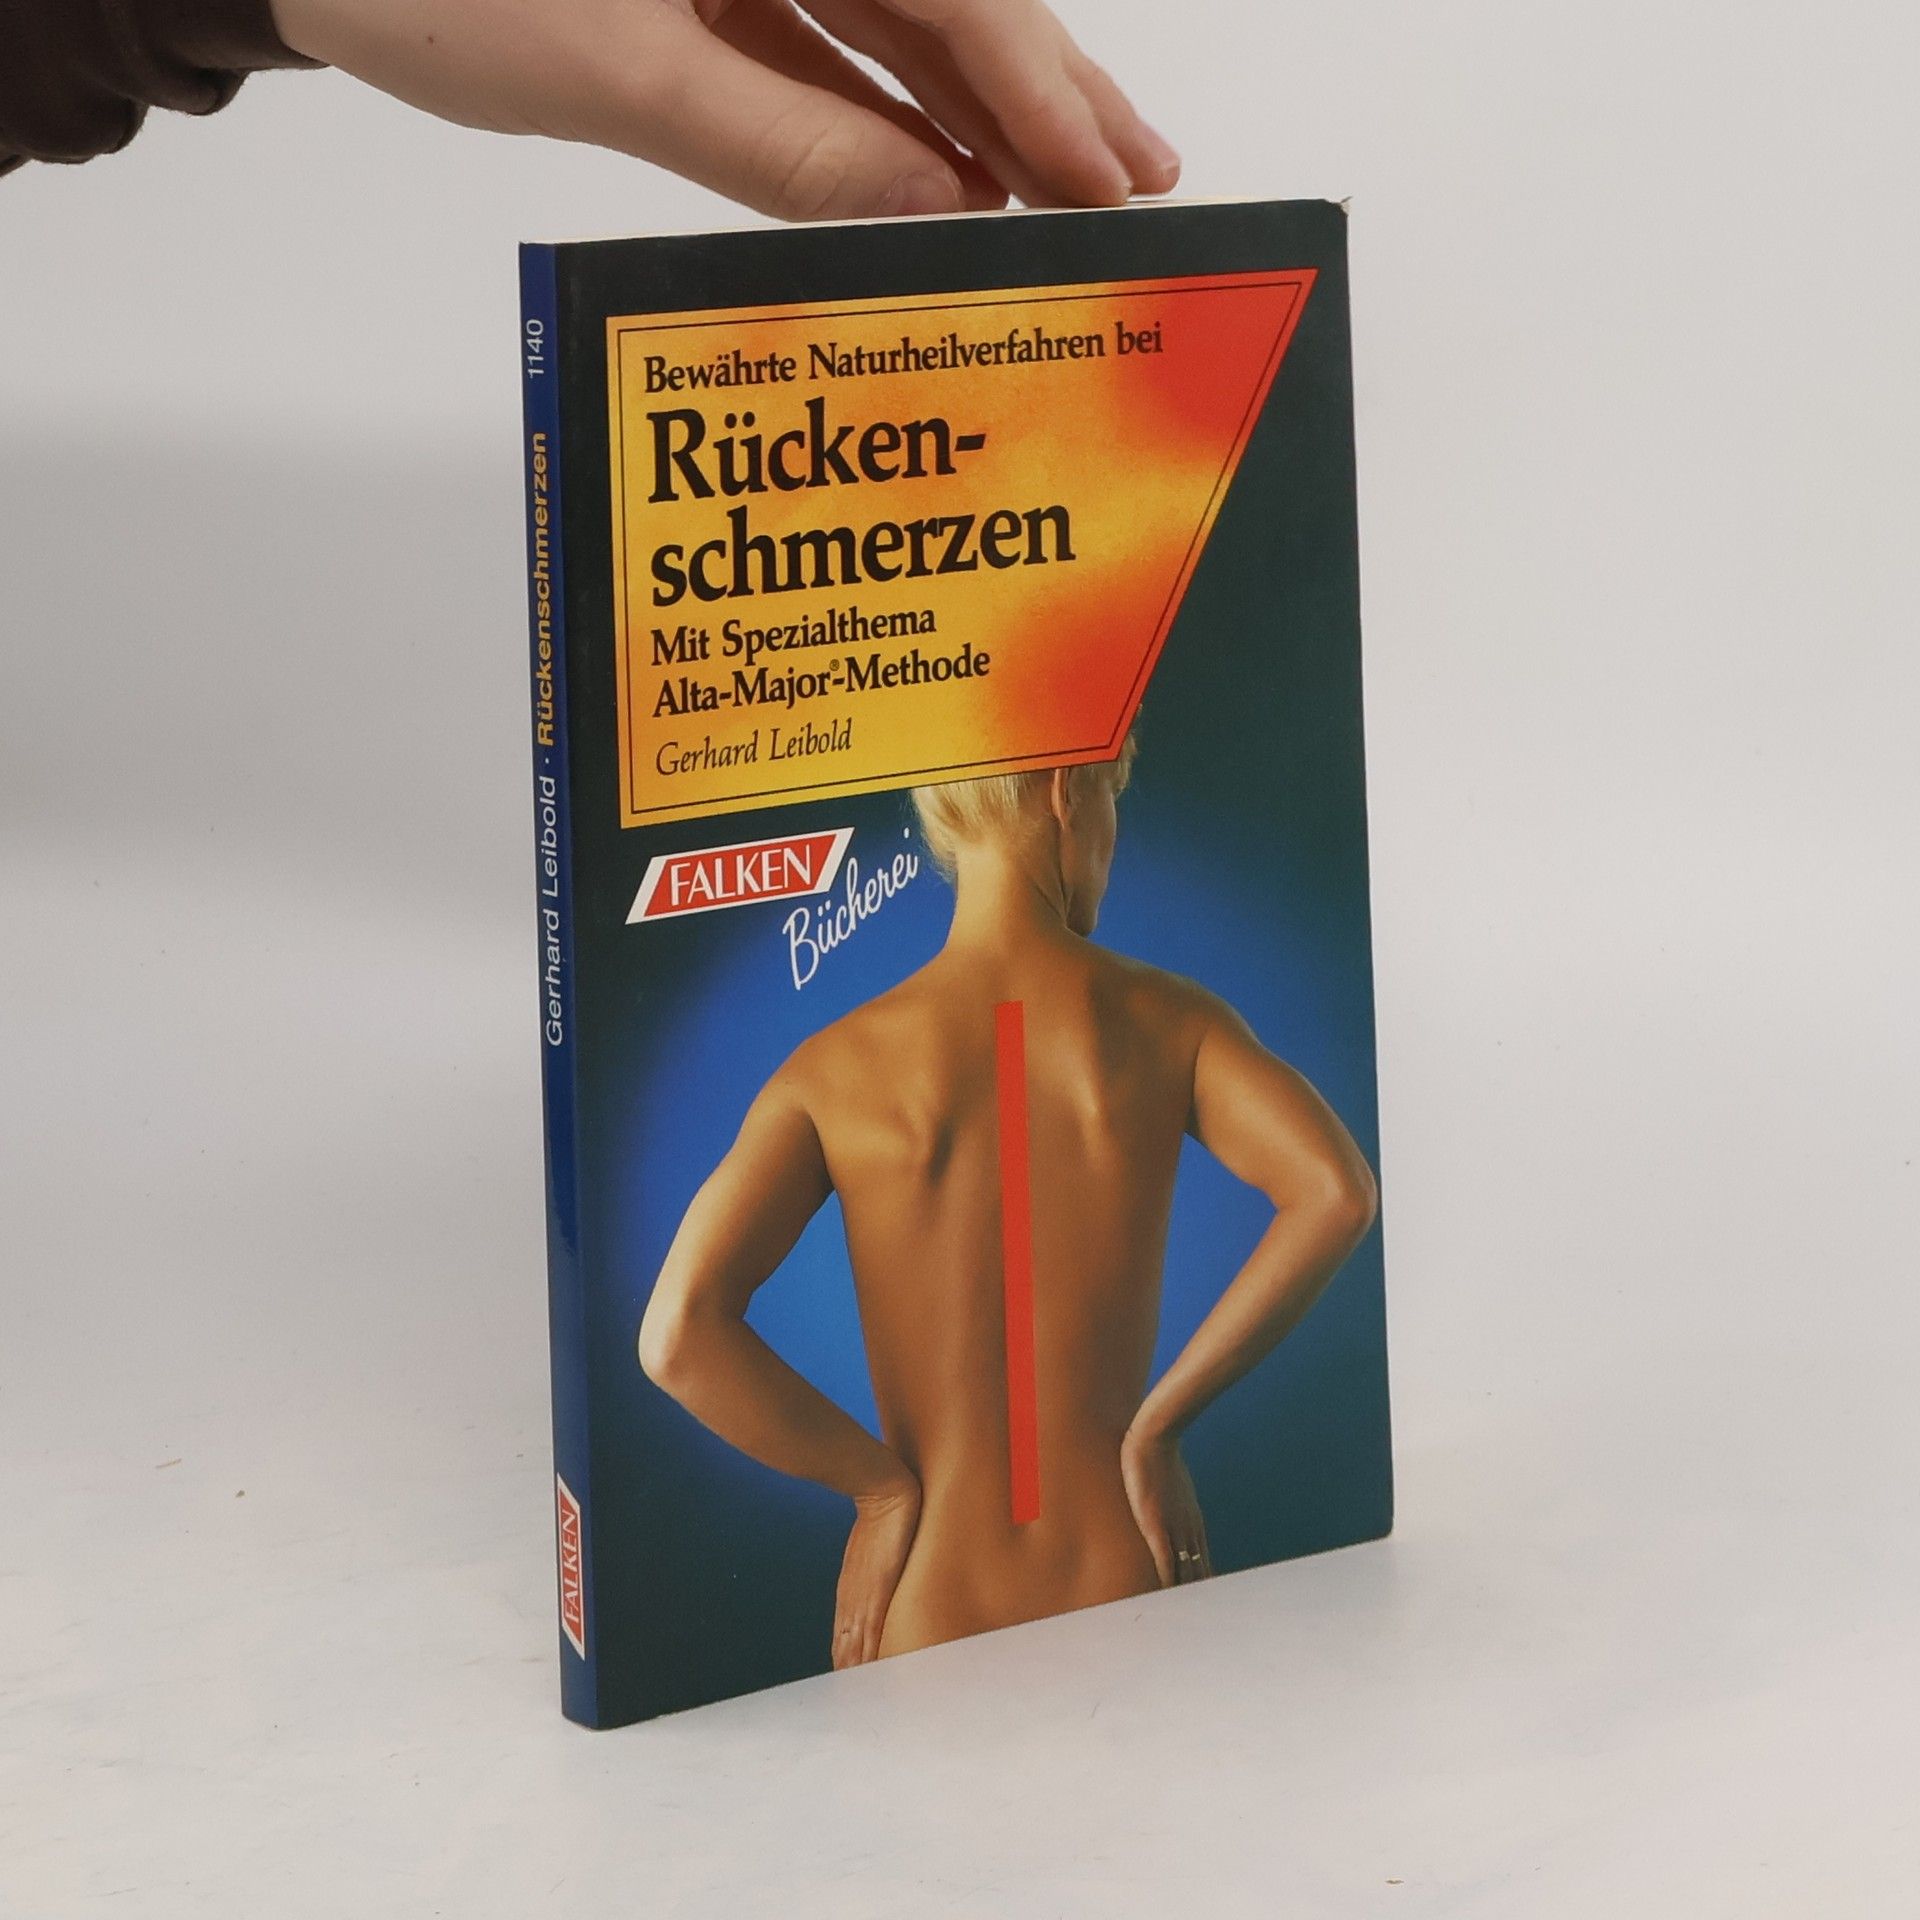 Bewährte Naturheilverfahren bei
Rücken-
schmerzen
Mit Spezialthema
Alta-Major®-Methode
Gerhard Leibold
FALKEN
Bücherei
Gerhard Leibold · Rückenschmerzen 1140
FALKEN